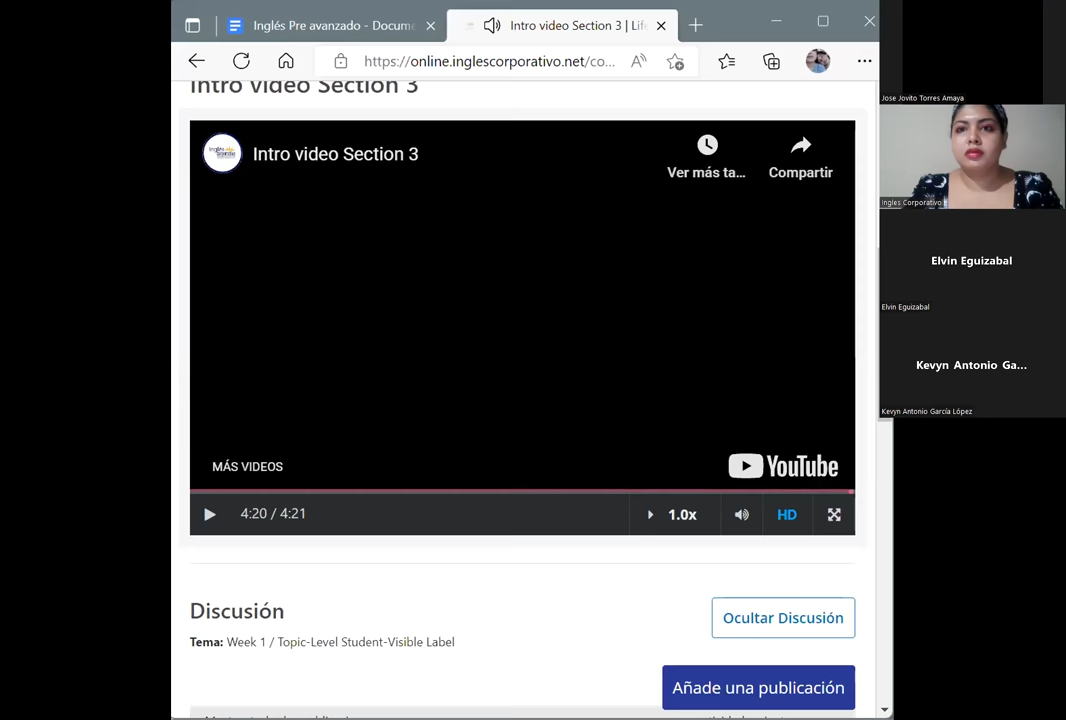 Inglés Pre avanzado - Docume
Intro video Section 3 | Life
https://online.inglescorporativo.net/co...
Intro video Section 3
Intro video Section 3
Ver más ta...
Compartir
MÁS VIDEOS
YouTube
4:20 / 4:21
1.0x
HD
Discusión
Ocultar Discusión
Tema: Week 1 / Topic-Level Student-Visible Label
Añade una publicación
Jose Jovito Torres Amaya
Ingles Corporativo
Elvin Eguizabal
Elvin Eguizabal
Kevyn Antonio Ga...
Kevyn Antonio García López